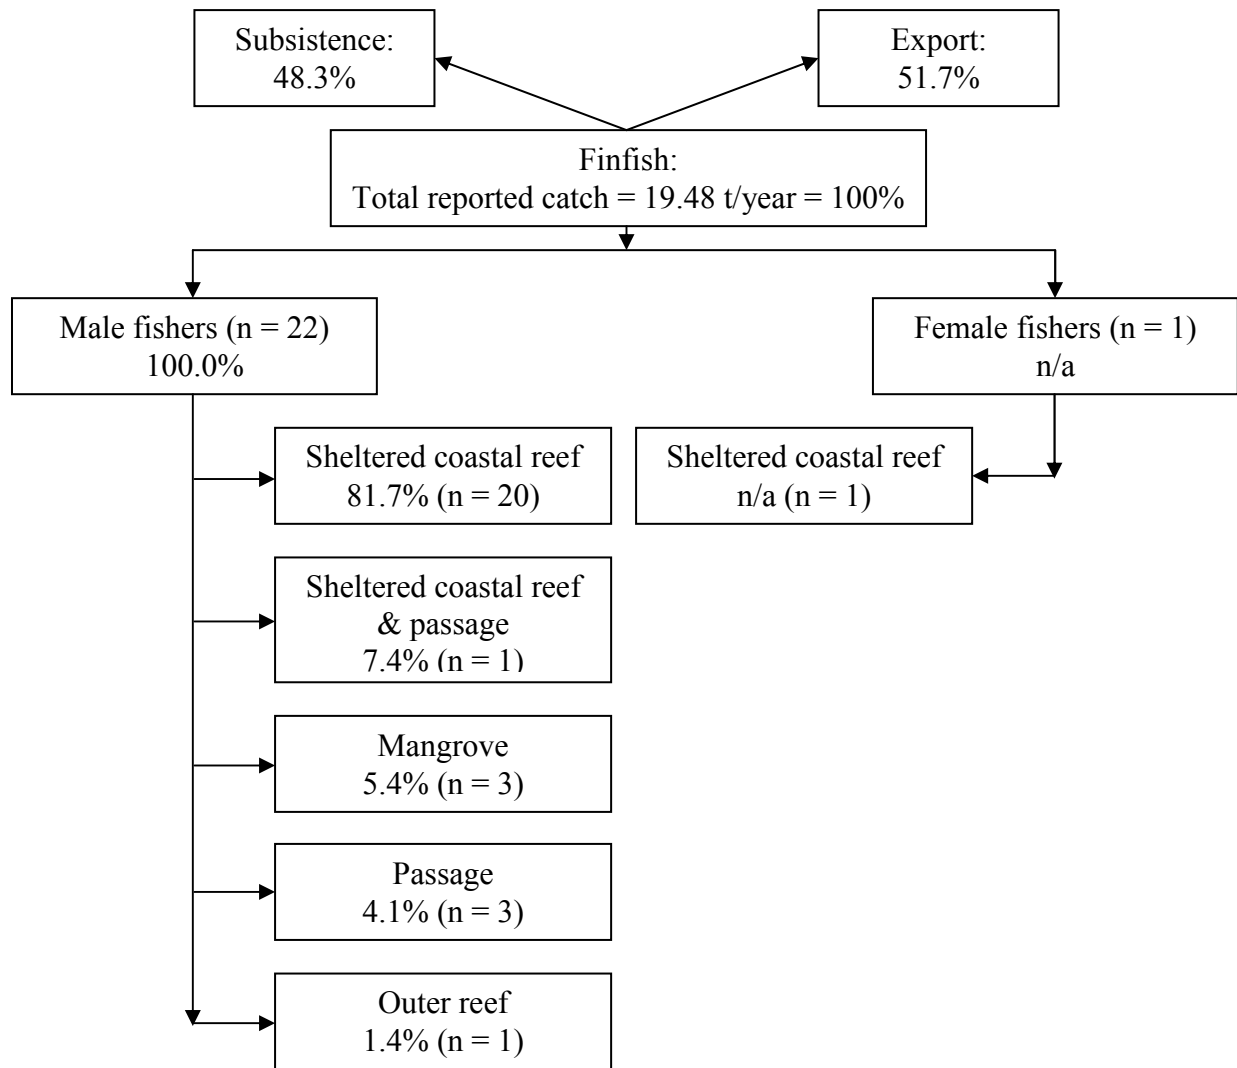 Subsistence:
48.3%
Export:
51.7%
Finfish:
Total reported catch = 19.48 t/year = 100%
Male fishers (n = 22)
100.0%
Female fishers (n = 1)
n/a
Sheltered coastal reef
81.7% (n = 20)
Sheltered coastal reef
n/a (n = 1)
Sheltered coastal reef
& passage
7.4% (n = 1)
Mangrove
5.4% (n = 3)
Passage
4.1% (n = 3)
Outer reef
1.4% (n = 1)